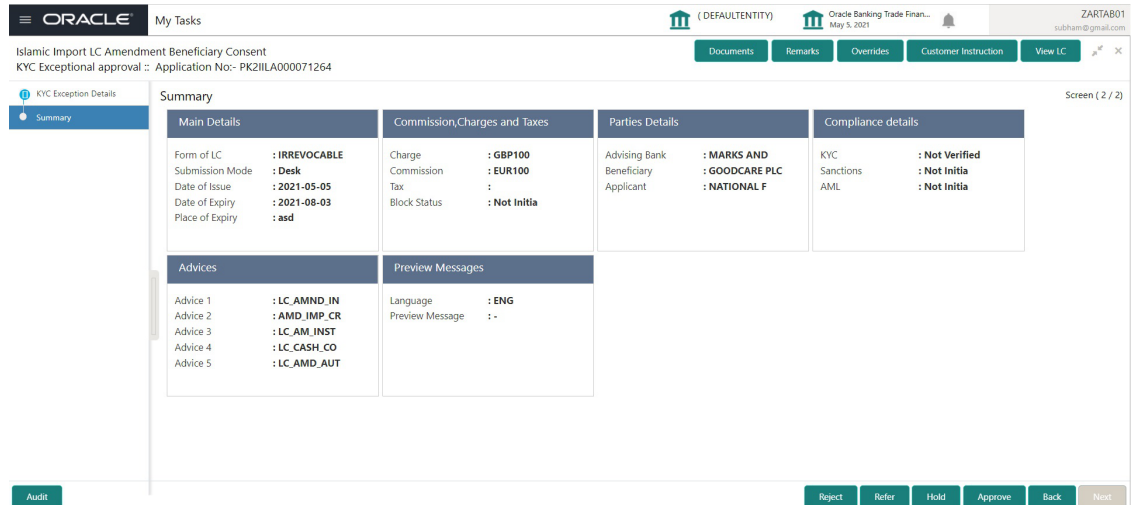 ORACLE
My Tasks
( DEFAULTENTITY)
Oracle Banking Trade Finan...
May 5, 2021
ZARTAB01
subham@gmail.com
Islamic Import LC Amendment Beneficiary Consent
KYC Exceptional approval :: Application No:- PK2IILA000071264
Documents
Remarks
Overrides
Customer Instruction
View LC
KYC Exception Details
Summary
Summary
Screen ( 2 / 2)
Main Details
Form of LC : IRREVOCABLE
Submission Mode : Desk
Date of Issue : 2021-05-05
Date of Expiry : 2021-08-03
Place of Expiry : asd
Commission,Charges and Taxes
Charge : GBP100
Commission : EUR100
Tax :
Block Status : Not Initia
Parties Details
Advising Bank : MARKS AND
Beneficiary : GOODCARE PLC
Applicant : NATIONAL F
Compliance details
KYC : Not Verified
Sanctions : Not Initia
AML : Not Initia
Advices
Advice 1 : LC_AMND_IN
Advice 2 : AMD_IMP_CR
Advice 3 : LC_AM_INST
Advice 4 : LC_CASH_CO
Advice 5 : LC_AMD_AUT
Preview Messages
Language : ENG
Preview Message : -
Audit
Reject
Refer
Hold
Approve
Back
Next